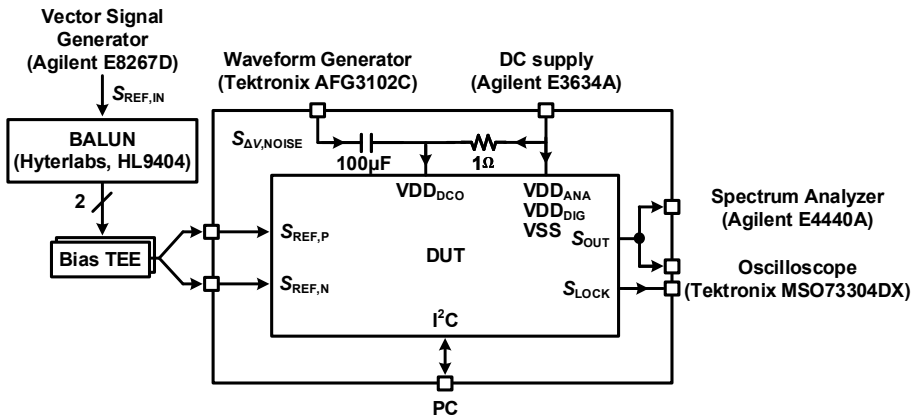 Vector Signal
Generator
(Agilent E8267D)
Waveform Generator
(Tektronix AFG3102C)
DC supply
(Agilent E3634A)
SREF,IN
BALUN
(Hyterlabs, HL9404)
SΔV,NOISE
100μF
1Ω
2
VDDDCO
VDDANA
VDDDIG
VSS
Bias TEE
SREF,P
SREF,N
DUT
SOUT
SLOCK
Spectrum Analyzer
(Agilent E4440A)
Oscilloscope
(Tektronix MSO73304DX)
I²C
PC